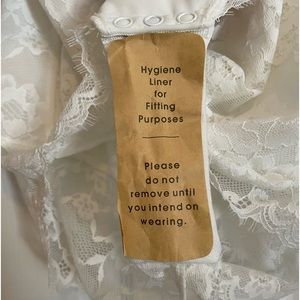 Hygiene
Liner
for
Fitting
Purposes
Please
do not
remove until
you intend on
wearing.